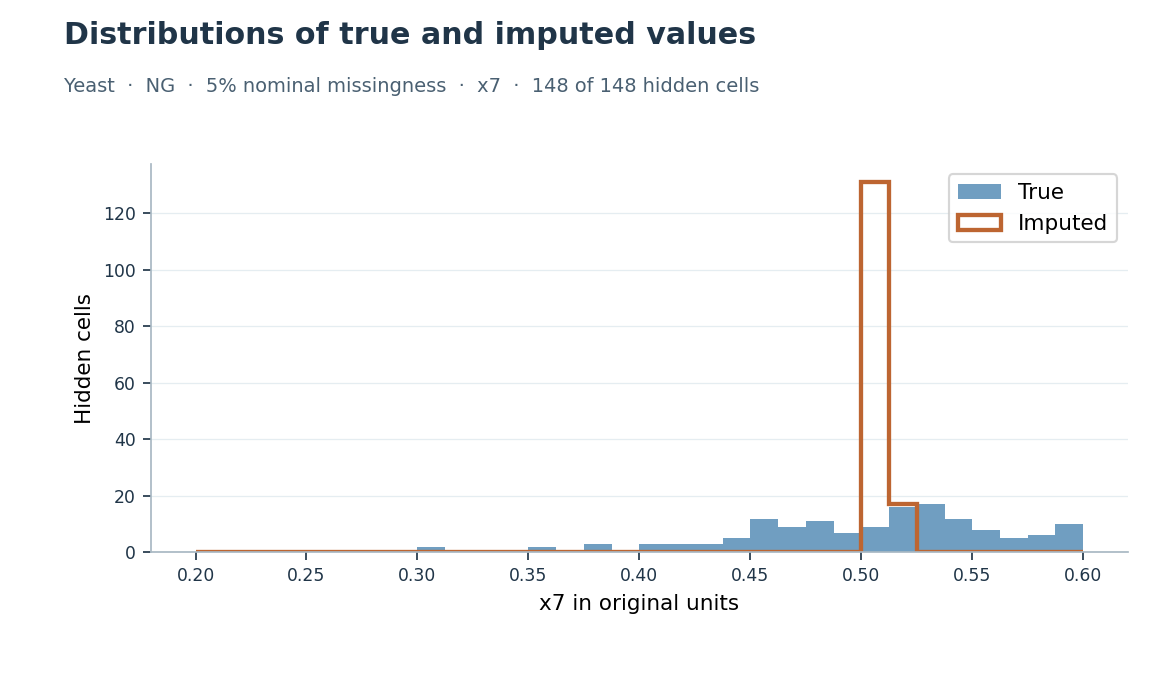 Distributions of true and imputed values
Yeast · NG · 5% nominal missingness · x7 · 148 of 148 hidden cells
True
Imputed
120
100
80
60
40
20
0
Hidden cells
0.20 0.25 0.30 0.35 0.40 0.45 0.50 0.55 0.60
x7 in original units